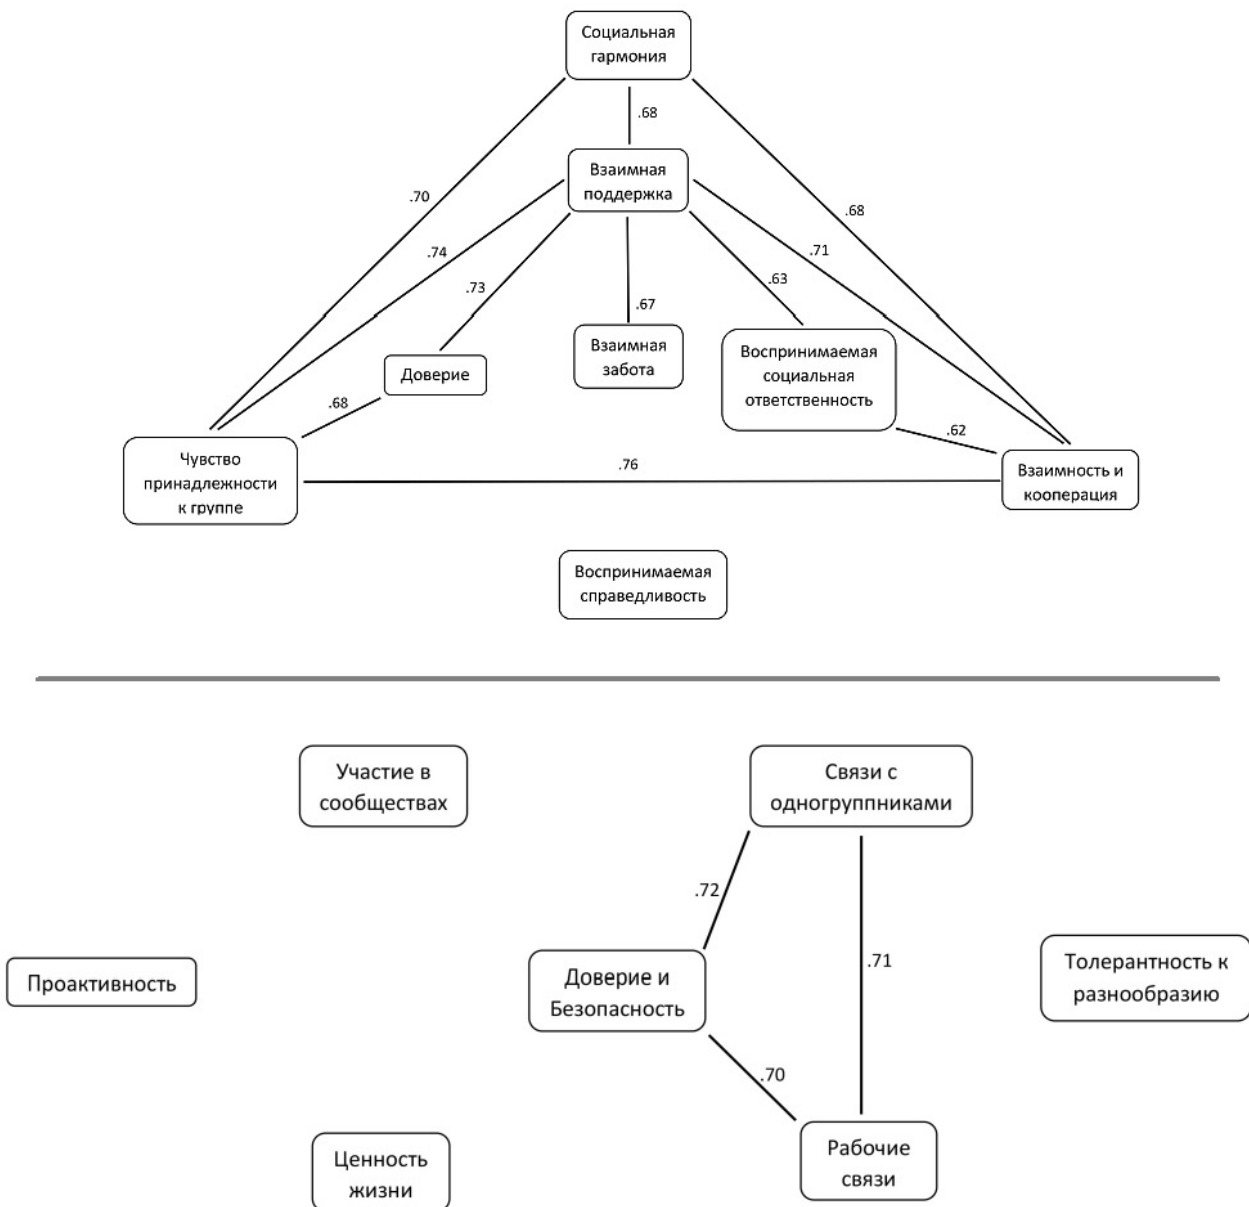 Социальная
гармония
.68
Взаимная
поддержка
.70
.68
.74
.71
.73
.63
.67
Взаимная
забота
Воспринимаемая
социальная
ответственность
Доверие
.68
.62
Чувство
принадлежности
к группе
.76
Взаимность и
кооперация
Воспринимаемая
справедливость
Участие в
сообществах
Связи с
одногруппниками
.72
.71
Проактивность
Доверие и
Безопасность
Толерантность к
разнообразию
.70
Ценность
жизни
Рабочие
связи